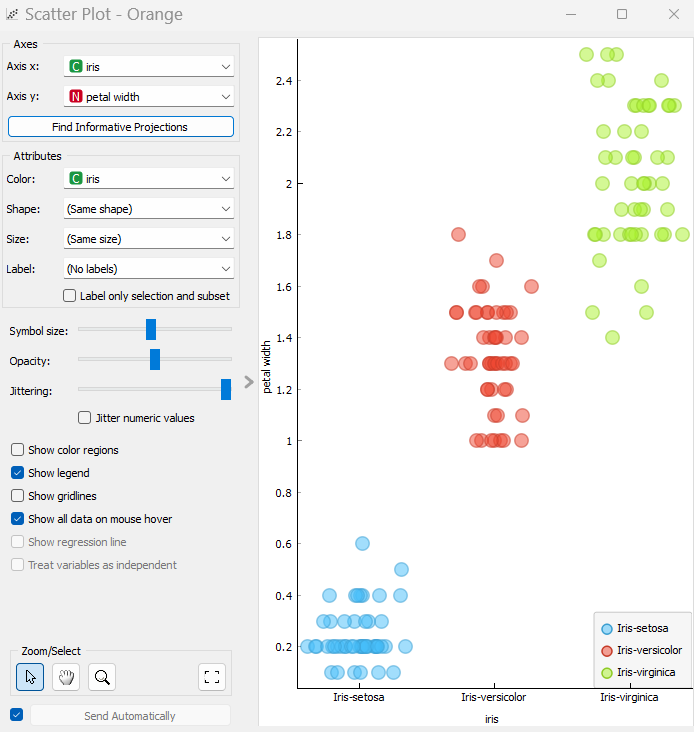 Scatter Plot - Orange
Axes
Axis x: C iris
Axis y: N petal width
Find Informative Projections
Attributes
Color: C iris
Shape: (Same shape)
Size: (Same size)
Label: (No labels)
Label only selection and subset
Symbol size:
Opacity:
Jittering:
Jitter numeric values
Show color regions
Show legend
Show gridlines
Show all data on mouse hover
Show regression line
Treat variables as independent
Zoom/Select
Send Automatically
petal width
2.4
2.2
2
1.8
1.6
1.4
1.2
1
0.8
0.6
0.4
0.2
Iris-setosa
Iris-versicolor
Iris-virginica
Iris-setosa Iris-versicolor Iris-virginica
iris